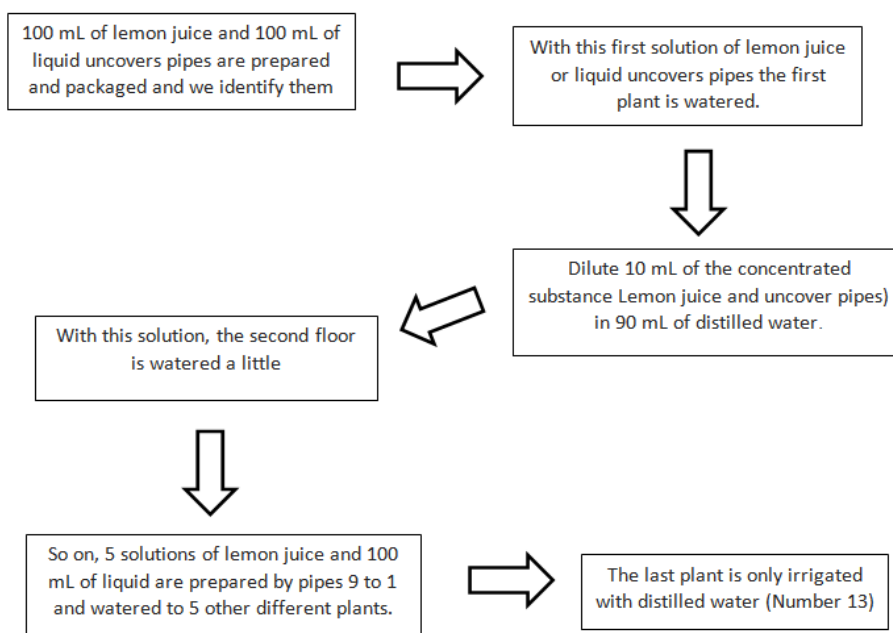 100 mL of lemon juice and 100 mL of
liquid uncovers pipes are prepared
and packaged and we identify them
With this first solution of lemon juice
or liquid uncovers pipes the first
plant is watered.
Dilute 10 mL of the concentrated
substance Lemon juice and uncover pipes)
in 90 mL of distilled water.
With this solution, the second floor
is watered a little
So on, 5 solutions of lemon juice and 100
mL of liquid are prepared by pipes 9 to 1
and watered to 5 other different plants.
The last plant is only irrigated
with distilled water (Number 13)